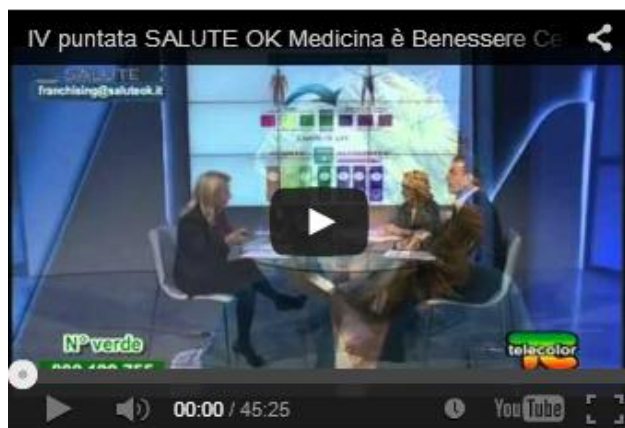 IV puntata SALUTE OK Medicina è Benessere Ce
SALUTE
franchising@saluteok.it
N° verde
telecolor
00:00 / 45:25
YouTube